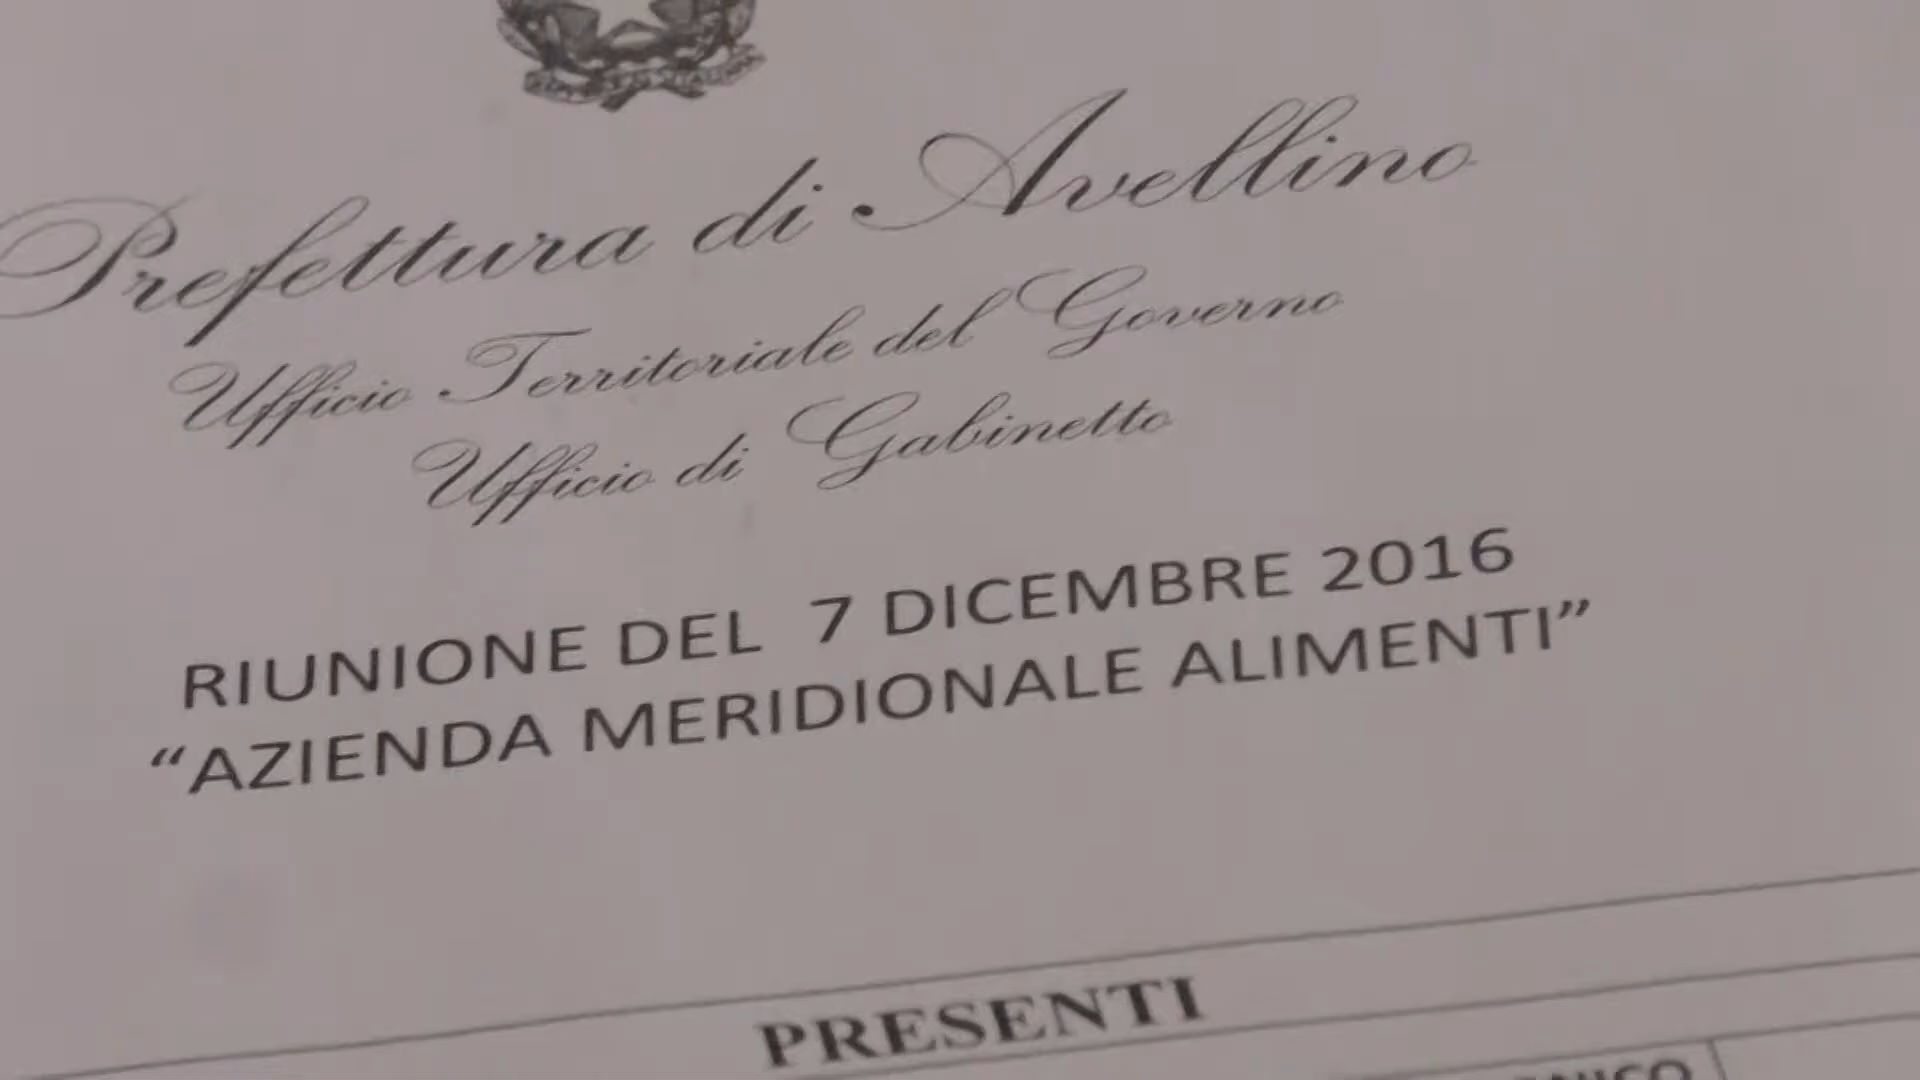 Prefettura di Avellino
Ufficio Territoriale del Governo
Ufficio di Gabinetto
RIUNIONE DEL 7 DICEMBRE 2016
“AZIENDA MERIDIONALE ALIMENTI”
PRESENTI